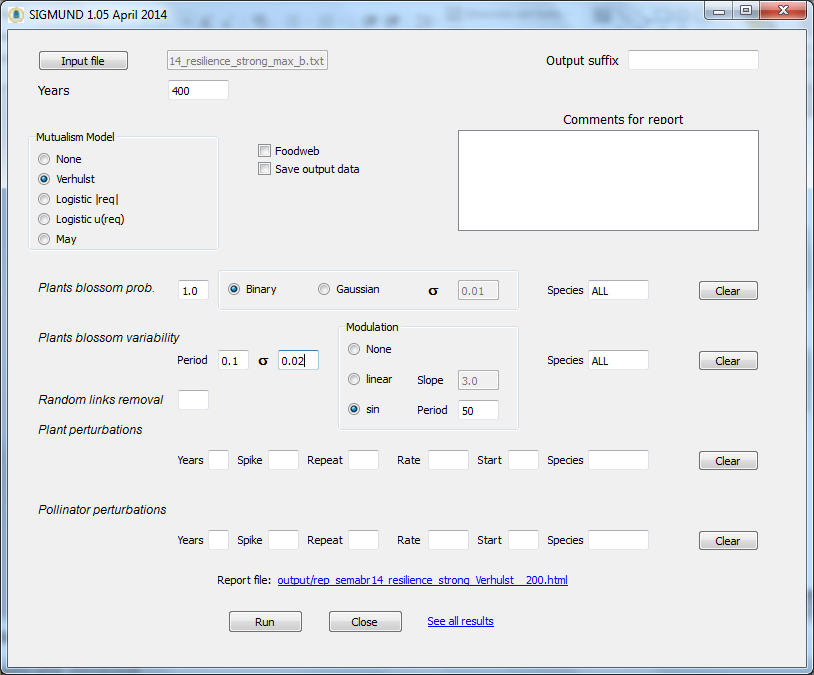 SIGMUND 1.05 April 2014
Input file 14_resilience_strong_max_b.txt Output suffix
Years 400
Comments for report
Mutualism Model
None
Verhulst
Logistic |req|
Logistic u(req)
May
Foodweb
Save output data
Plants blossom prob. 1.0 Binary Gaussian σ 0.01 Species ALL Clear
Plants blossom variability
Period 0.1 σ 0.02 Species ALL Clear
Modulation
None
linear Slope 3.0
sin Period 50
Random links removal
Plant perturbations
Years Spike Repeat Rate Start Species Clear
Pollinator perturbations
Years Spike Repeat Rate Start Species Clear
Report file: output/rep_semabr14_resilience_strong_Verhulst__200.html
Run Close See all results